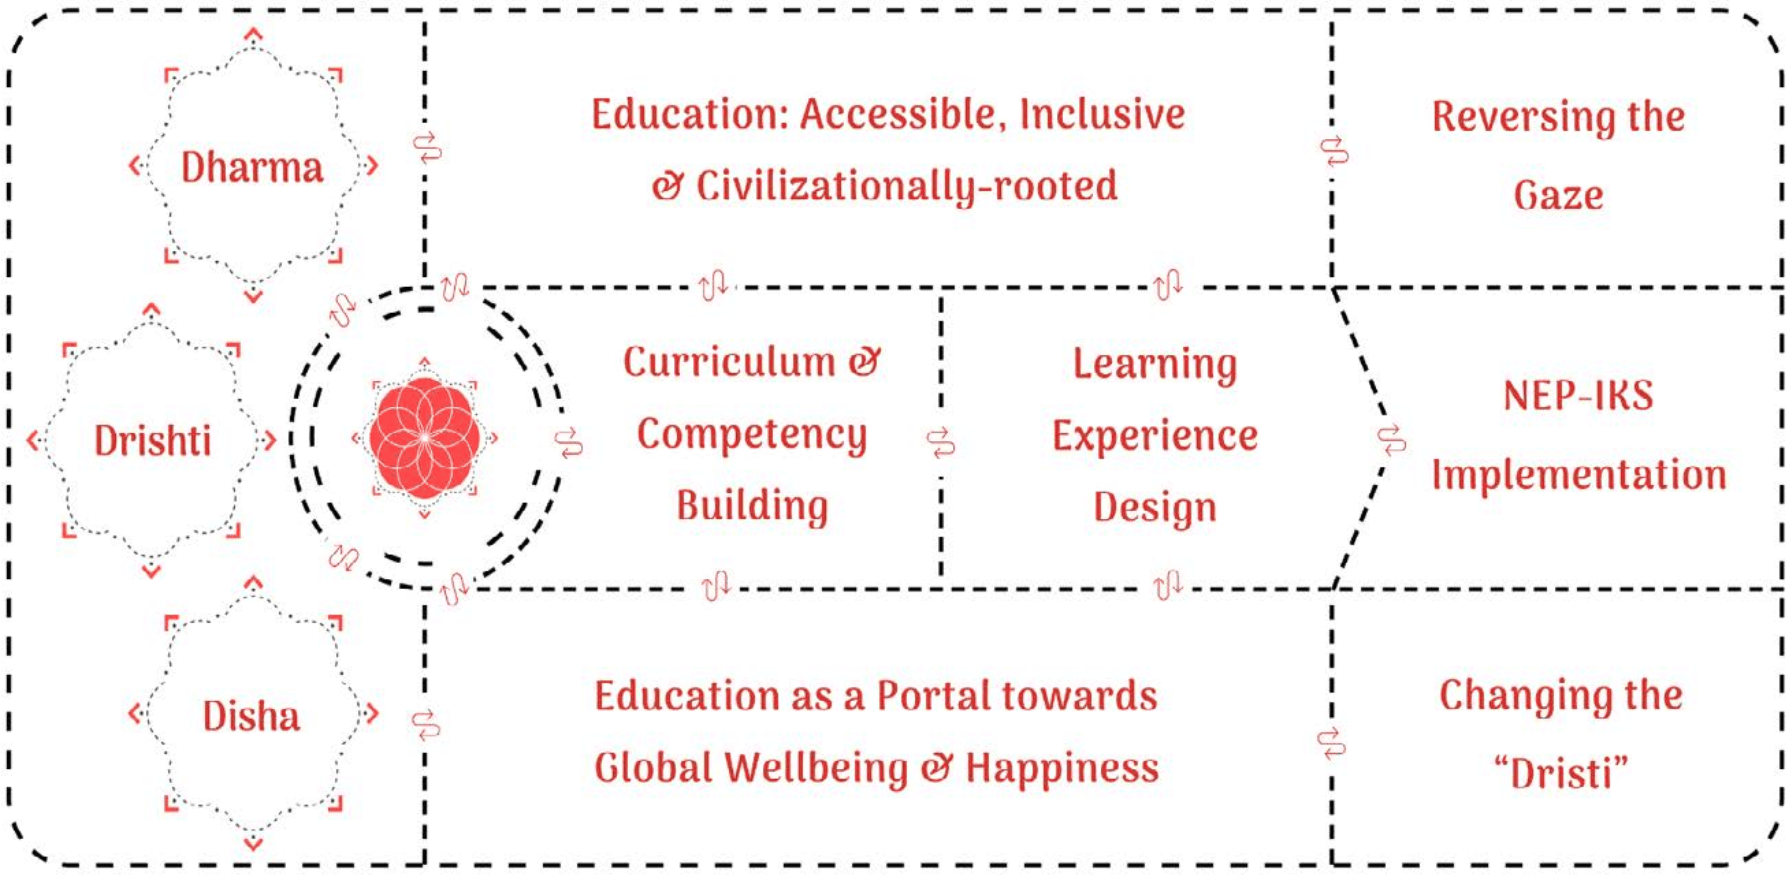 Dharma
Education: Accessible, Inclusive
& Civilizationally-rooted
Reversing the
Gaze
Drishti
Curriculum &
Competency
Building
Learning
Experience
Design
NEP-IKS
Implementation
Disha
Education as a Portal towards
Global Wellbeing & Happiness
Changing the
“Dristi”